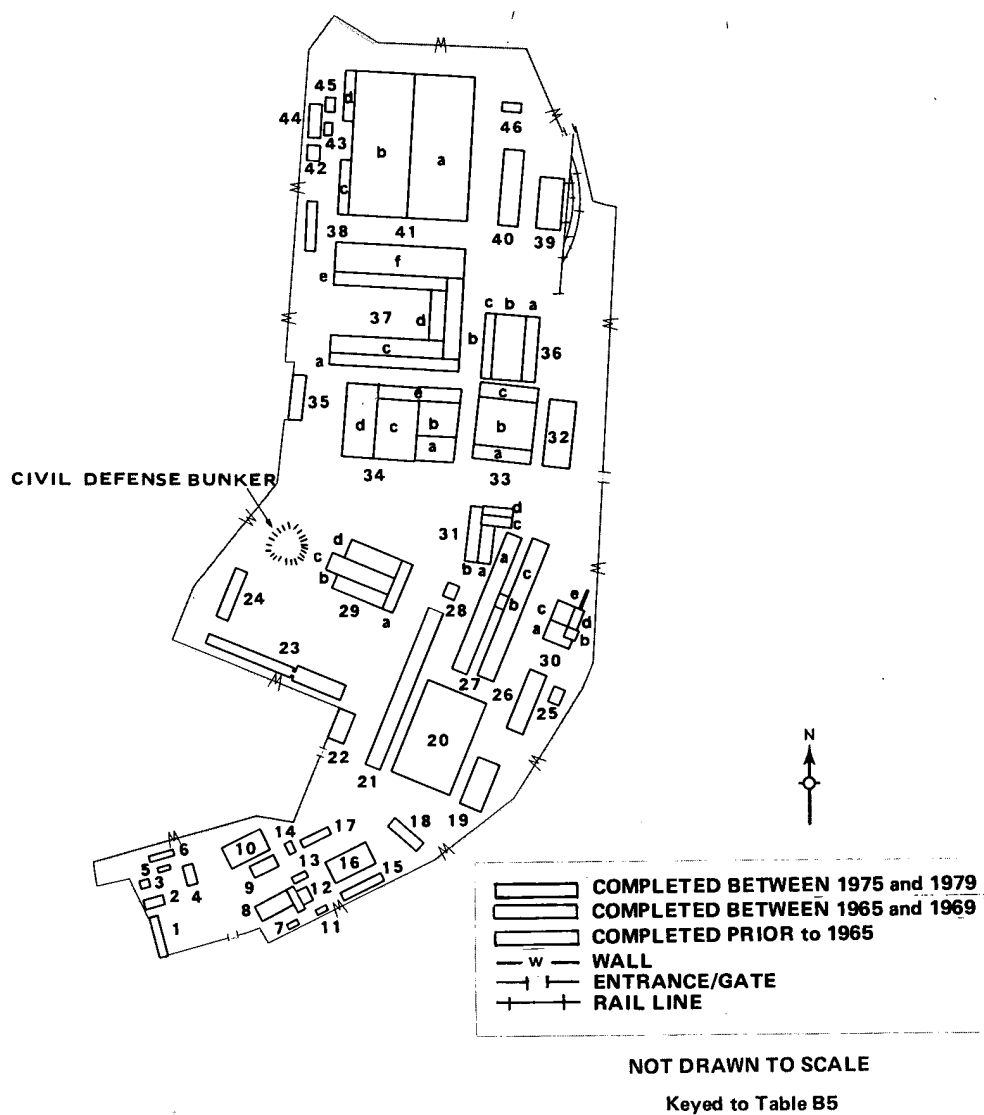 45
44
43
42
d
b
a
c
46
38
41
40
39
f
e
37
d
c
a
c b a
b
36
35
e
d
c
b
a
34
c
b
a
33
32
CIVIL DEFENSE BUNKER
31
d
c
b a
a
c
b
d
c
b
29
a
28
24
23
27
26
e
c
d
a
b
30
25
22
21
20
19
N
6
5
3
2
4
1
10
9
14
17
13
8
12
7
11
16
15
18
COMPLETED BETWEEN 1975 and 1979
COMPLETED BETWEEN 1965 and 1969
COMPLETED PRIOR to 1965
W WALL
ENTRANCE/GATE
RAIL LINE
NOT DRAWN TO SCALE
Keyed to Table B5